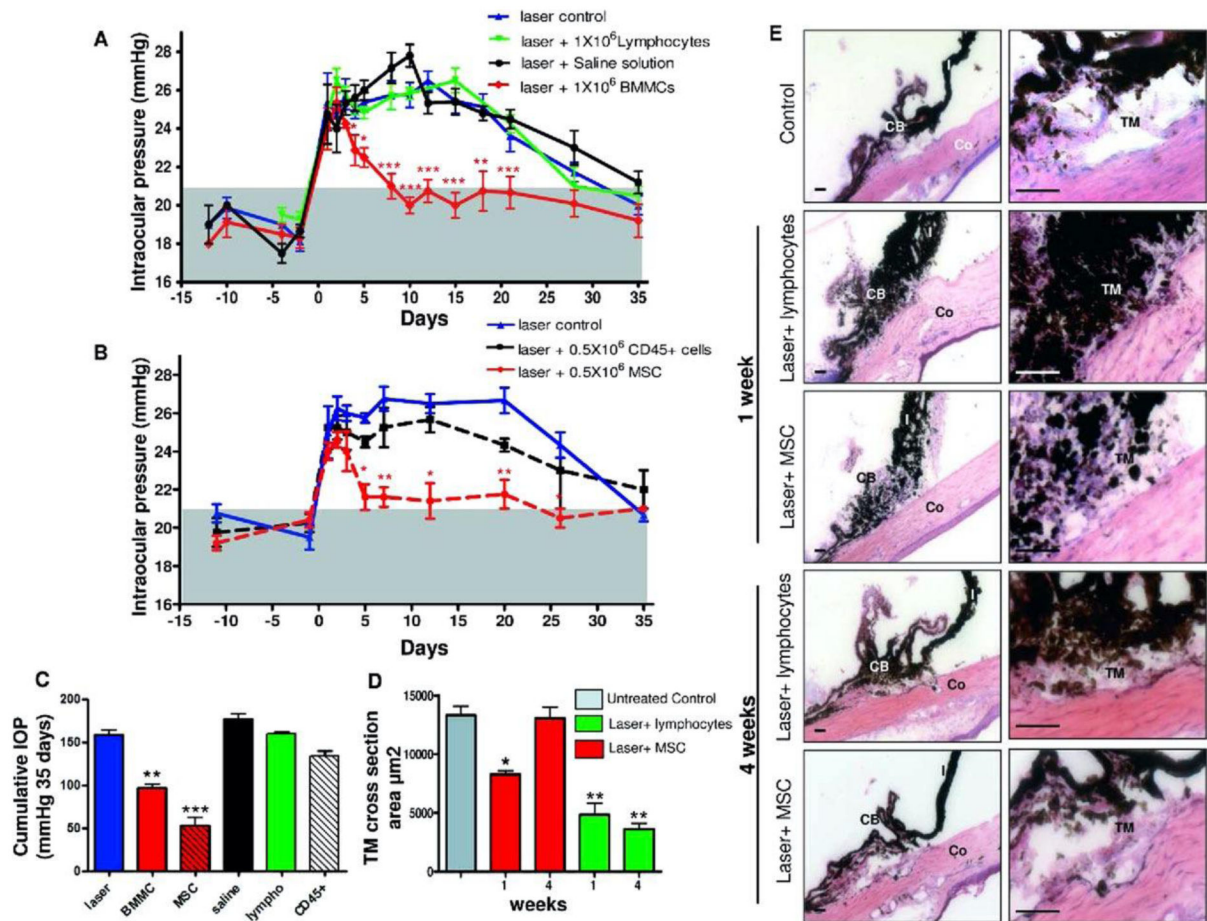 A
laser control
laser + 1X10⁶Lymphocytes
laser + Saline solution
laser + 1X10⁶ BMMCs
Intraocular pressure (mmHg)
28
26
24
22
20
18
16
* * *** *** *** *** ** ***
-15 -10 -5 0 5 10 15 20 25 30 35
Days
B
laser control
laser + 0.5X10⁶ CD45+ cells
laser + 0.5X10⁶ MSC
Intraocular pressure (mmHg)
28
26
24
22
20
18
16
* ** * ** *
-15 -10 -5 0 5 10 15 20 25 30 35
Days
C
Cumulative IOP
(mmHg 35 days)
200
150
100
50
0
** ***
laser BMMC MSC saline lympho CD45+
D
TM cross section
area µm2
15000
10000
5000
0
* ** **
Untreated Control
Laser+ lymphocytes
Laser+ MSC
1 4 1 4
weeks
E
Control
I
CB
Co
TM
1 week
Laser+ lymphocytes
I
CB
Co
TM
Laser+ MSC
I
CB
Co
TM
4 weeks
Laser+ lymphocytes
I
CB
Co
TM
Laser+ MSC
I
CB
Co
TM